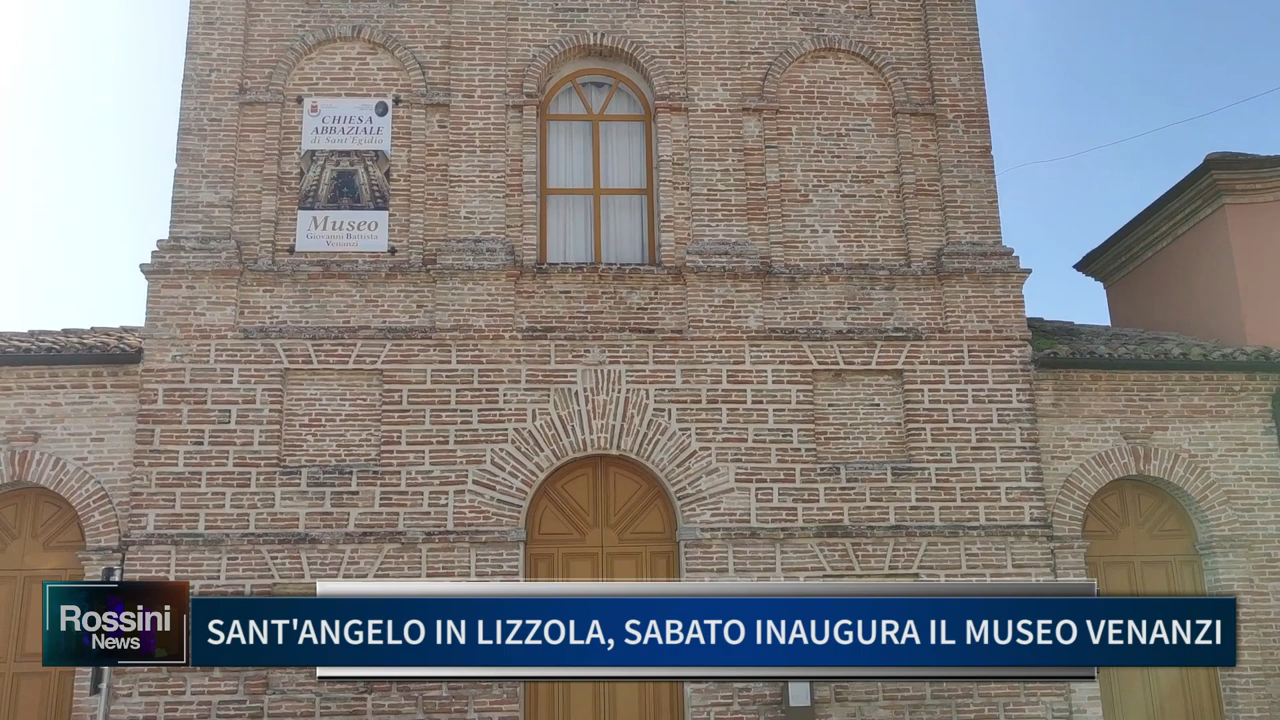 CHIESA
ABBAZIALE
di Sant'Egidio
Museo
Giovanni Battista
Venanzi
Rossini
News
SANT'ANGELO IN LIZZOLA, SABATO INAUGURA IL MUSEO VENANZI